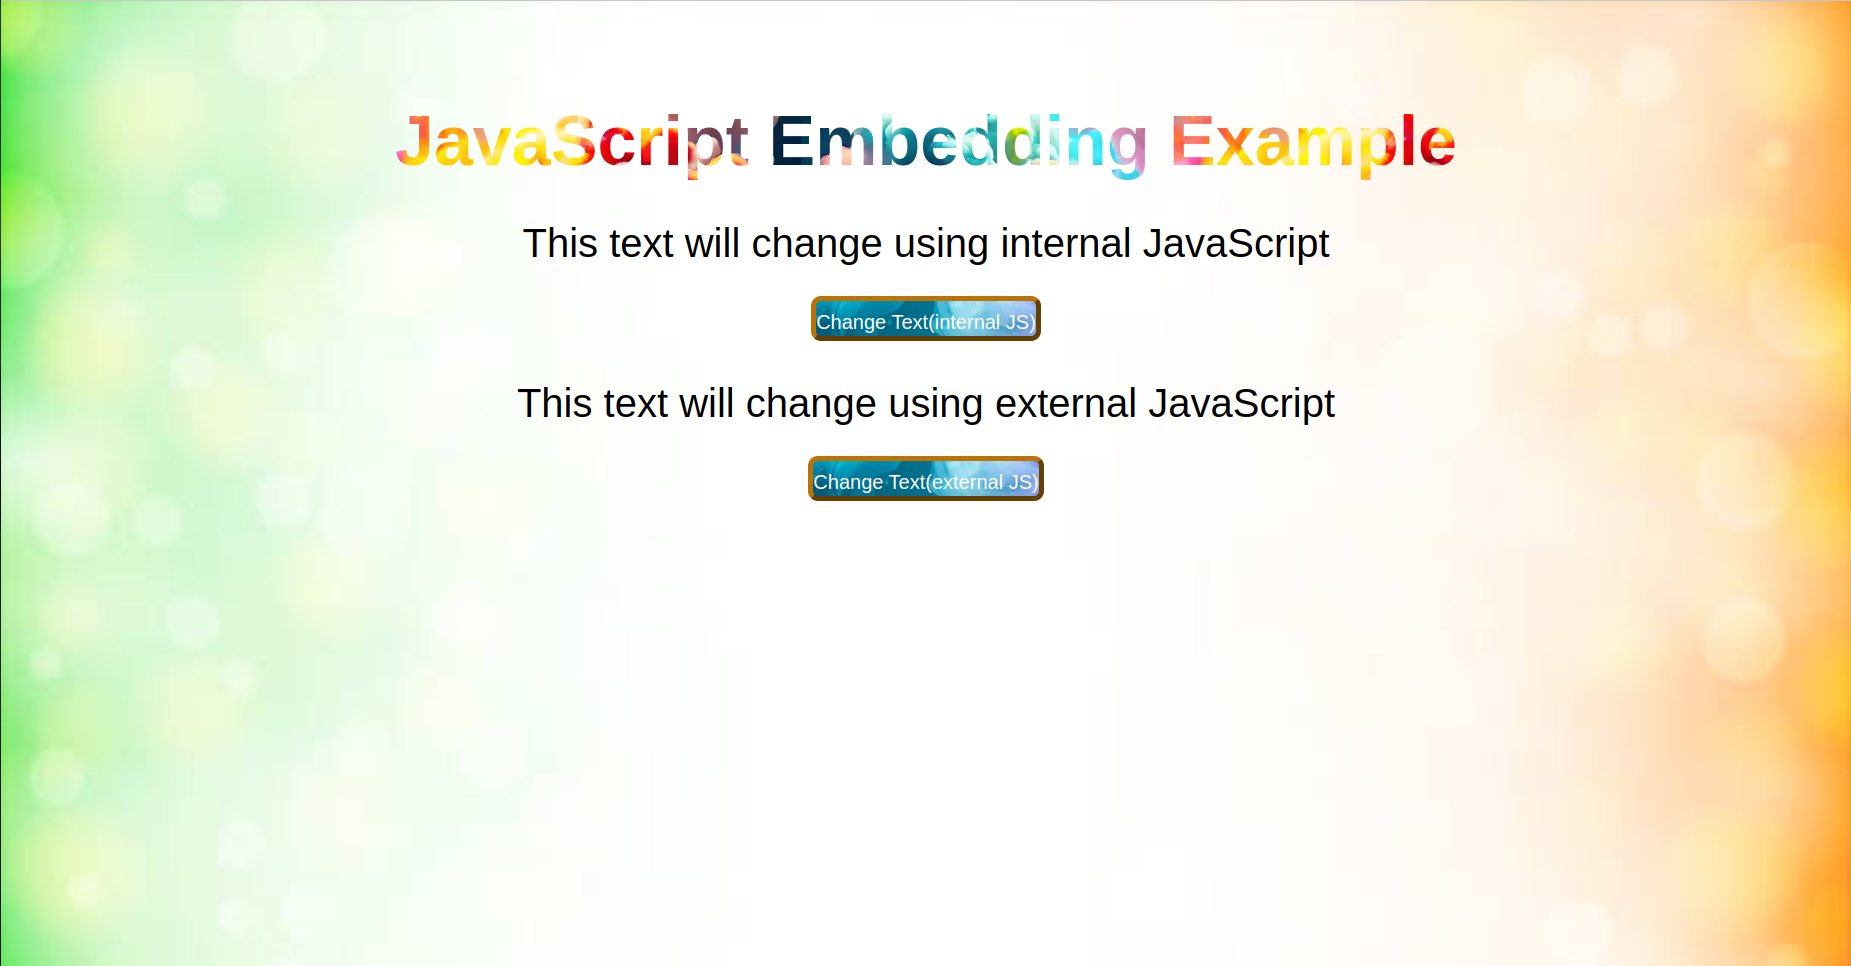 JavaScript Embedding Example
This text will change using internal JavaScript
Change Text(internal JS)
This text will change using external JavaScript
Change Text(external JS)